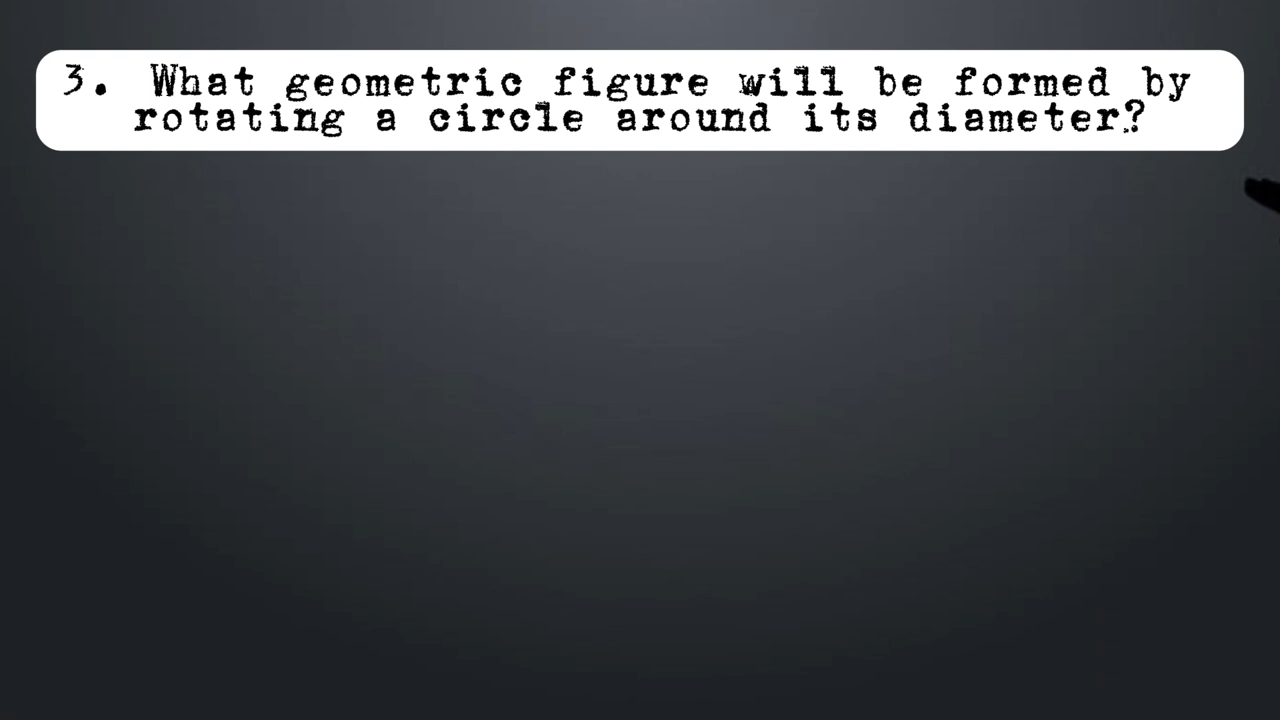 3. What geometric figure will be formed by
rotating a circle around its diameter?